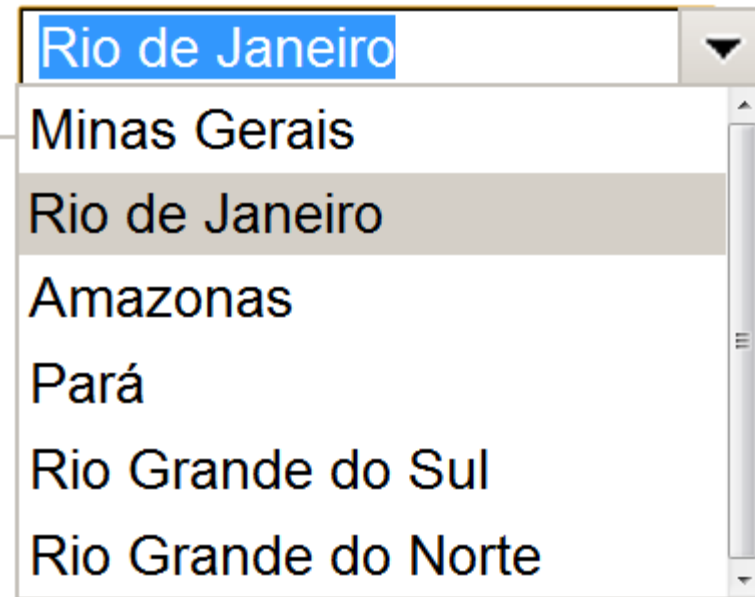 Rio de Janeiro
Minas Gerais
Rio de Janeiro
Amazonas
Pará
Rio Grande do Sul
Rio Grande do Norte